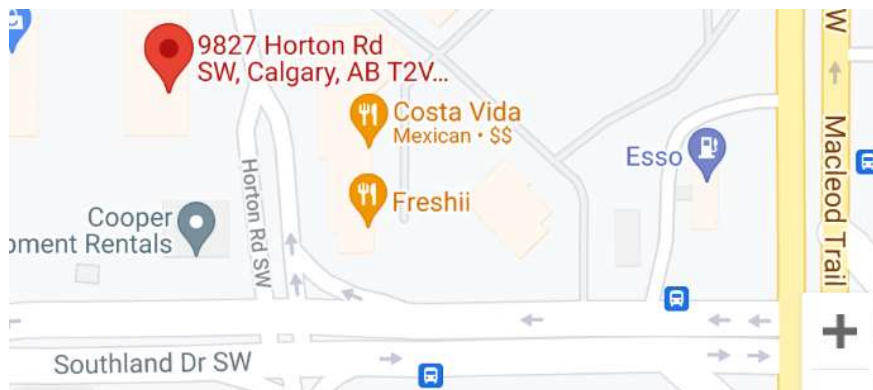 9827 Horton Rd
SW, Calgary, AB T2V...
Costa Vida
Mexican • $$
Esso
Freshii
Cooper
pment Rentals
Horton Rd SW
W
Macleod Trail
Southland Dr SW